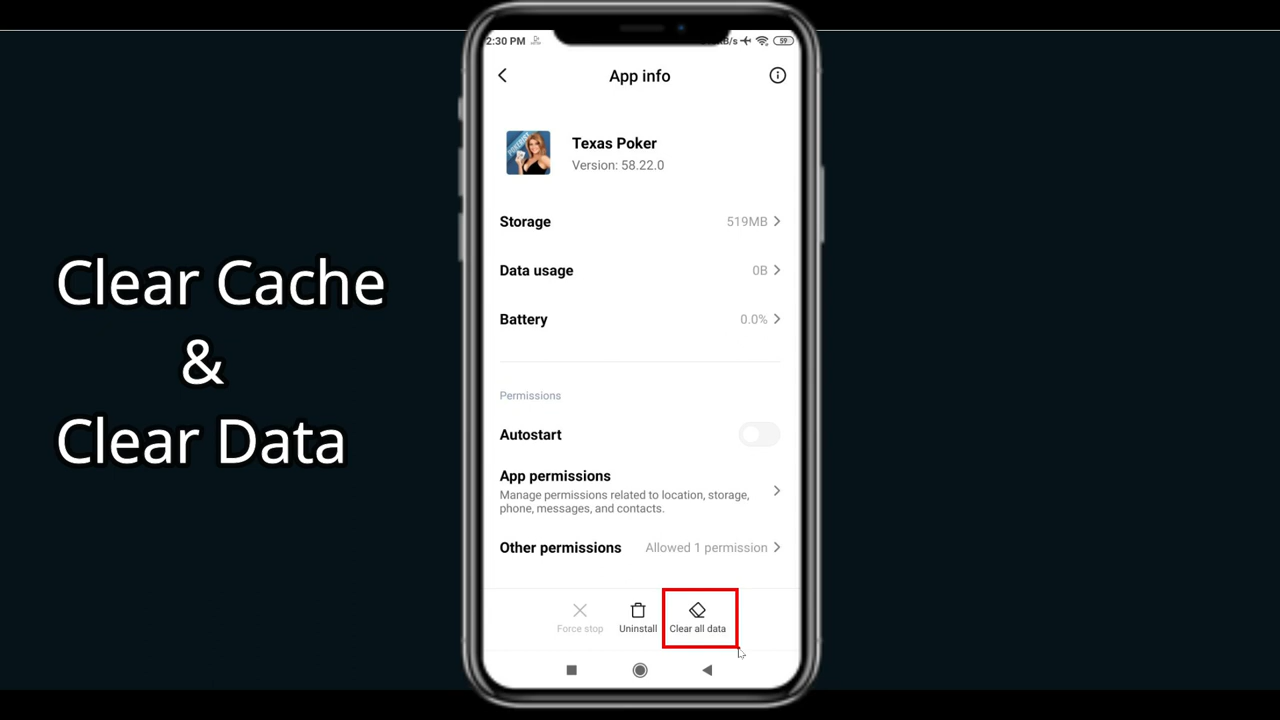 2:30 PM
59
App info
Texas Poker
Version: 58.22.0
Storage 519MB
Data usage 0B
Battery 0.0%
Permissions
Autostart
App permissions
Manage permissions related to location, storage,
phone, messages, and contacts.
Other permissions Allowed 1 permission
Force stop Uninstall Clear all data
Clear Cache
&
Clear Data